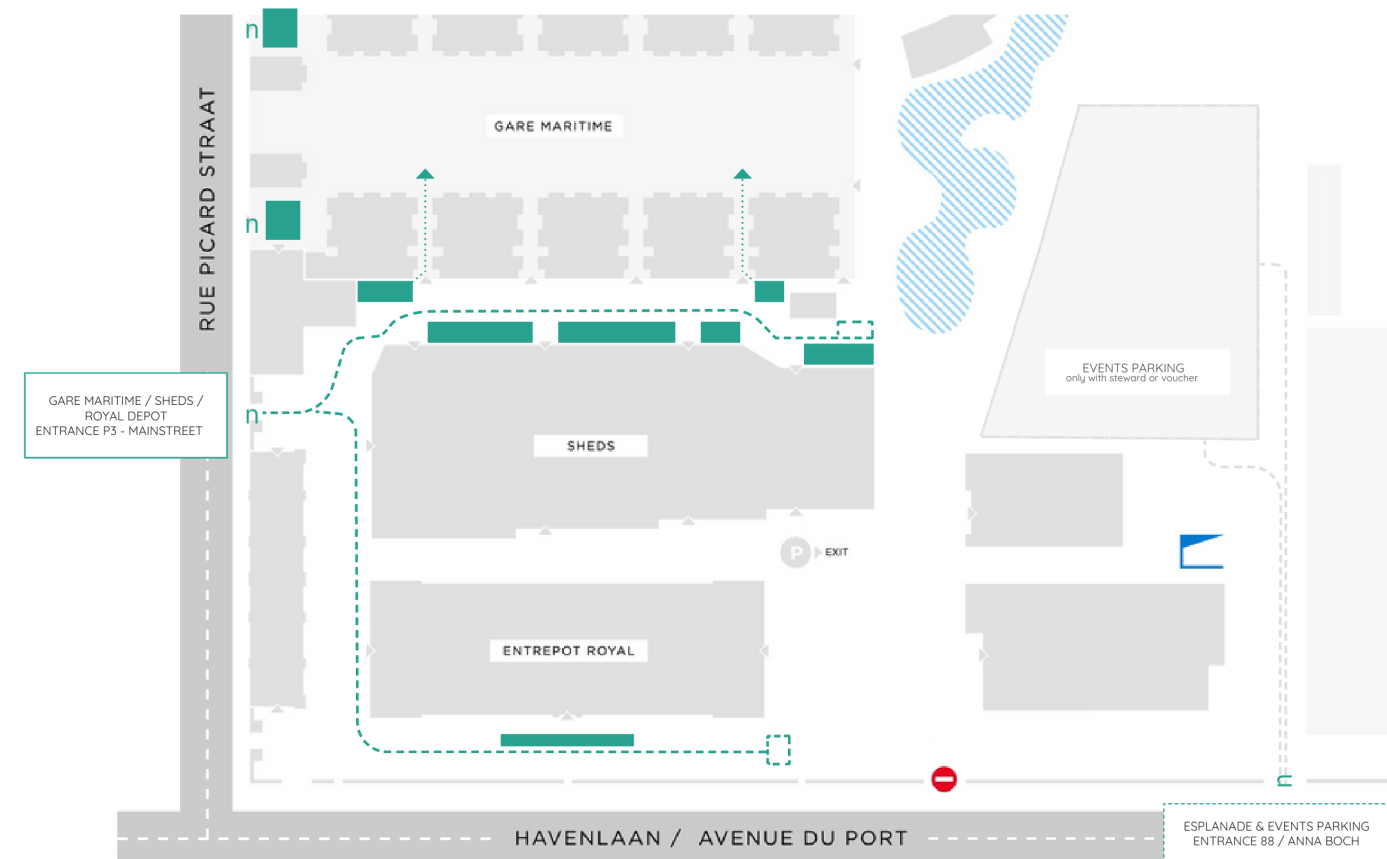 n
GARE MARITIME
RUE PICARD STRAAT
n
EVENTS PARKING
only with steward or voucher
GARE MARITIME / SHEDS /
ROYAL DEPOT
ENTRANCE P3 - MAINSTREET
n
SHEDS
P EXIT
ENTREPOT ROYAL
n
HAVENLAAN / AVENUE DU PORT
ESPLANADE & EVENTS PARKING
ENTRANCE 88 / ANNA BOCH